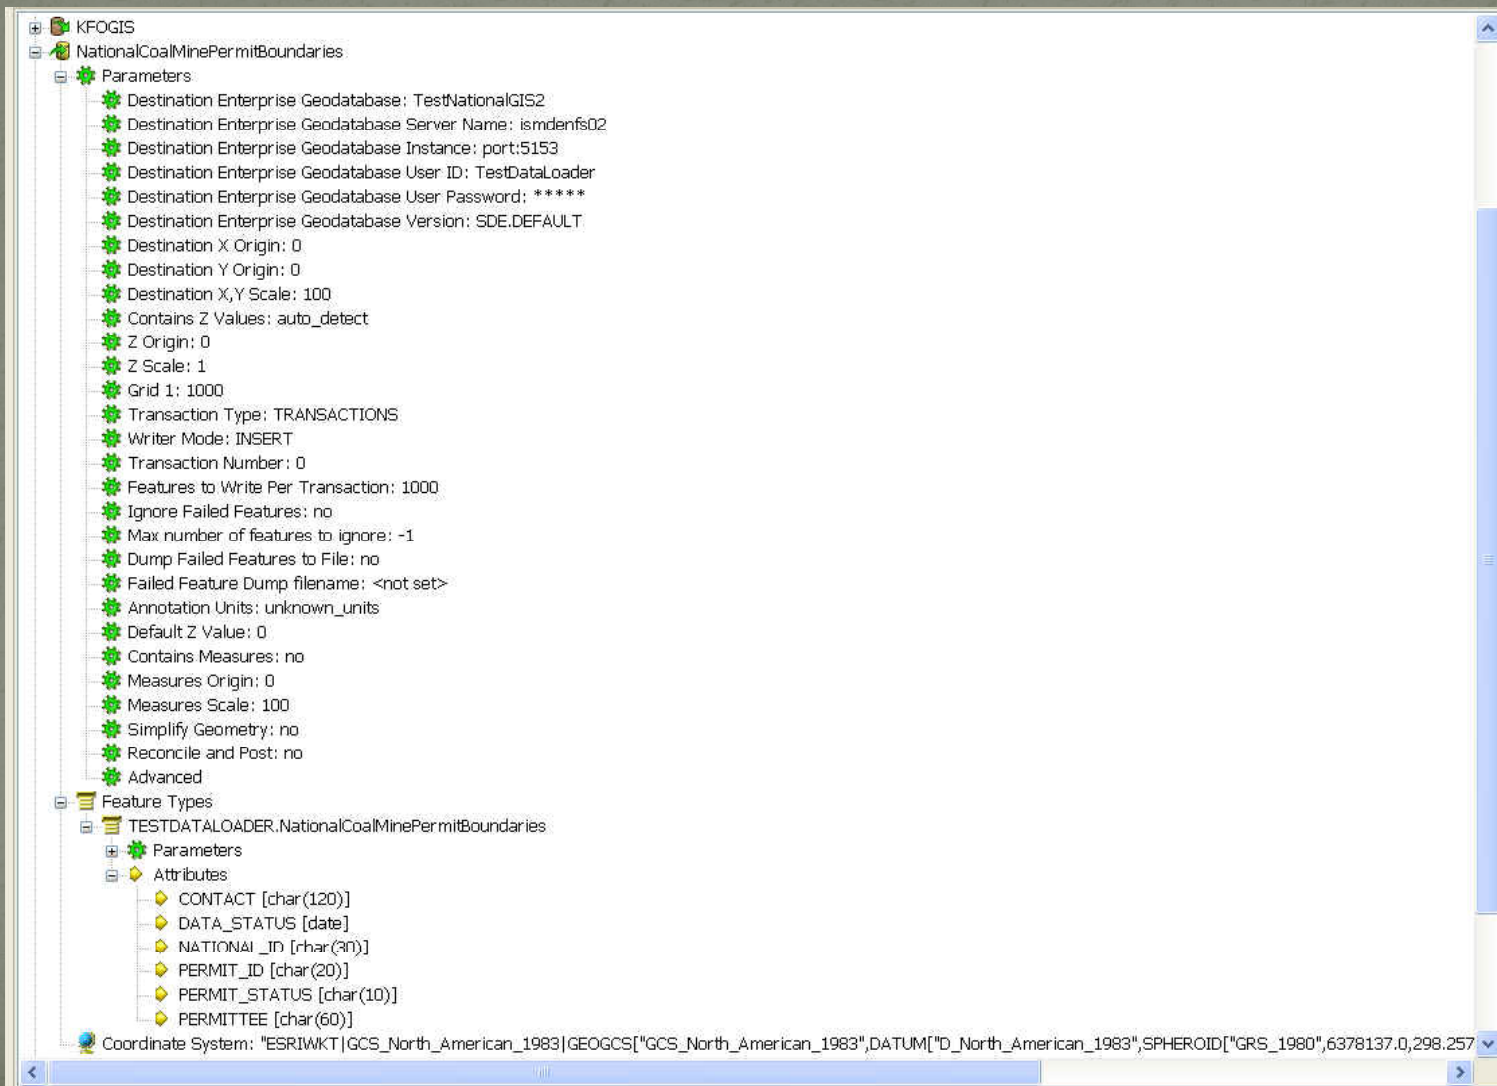 KFOGIS
NationalCoalMinePermitBoundaries
Parameters
Destination Enterprise Geodatabase: TestNationalGIS2
Destination Enterprise Geodatabase Server Name: ismdenfs02
Destination Enterprise Geodatabase Instance: port:5153
Destination Enterprise Geodatabase User ID: TestDataLoader
Destination Enterprise Geodatabase User Password: *****
Destination Enterprise Geodatabase Version: SDE.DEFAULT
Destination X Origin: 0
Destination Y Origin: 0
Destination X,Y Scale: 100
Contains Z Values: auto_detect
Z Origin: 0
Z Scale: 1
Grid 1: 1000
Transaction Type: TRANSACTIONS
Writer Mode: INSERT
Transaction Number: 0
Features to Write Per Transaction: 1000
Ignore Failed Features: no
Max number of features to ignore: -1
Dump Failed Features to File: no
Failed Feature Dump filename: <not set>
Annotation Units: unknown_units
Default Z Value: 0
Contains Measures: no
Measures Origin: 0
Measures Scale: 100
Simplify Geometry: no
Reconcile and Post: no
Advanced
Feature Types
TESTDATALOADER.NationalCoalMinePermitBoundaries
Parameters
Attributes
CONTACT [char(120)]
DATA_STATUS [date]
NATIONAL_ID [char(30)]
PERMIT_ID [char(20)]
PERMIT_STATUS [char(10)]
PERMITTEE [char(60)]
Coordinate System: "ESRIWKT|GCS_North_American_1983|GEOGCS["GCS_North_American_1983",DATUM["D_North_American_1983",SPHEROID["GRS_1980",6378137.0,298.257